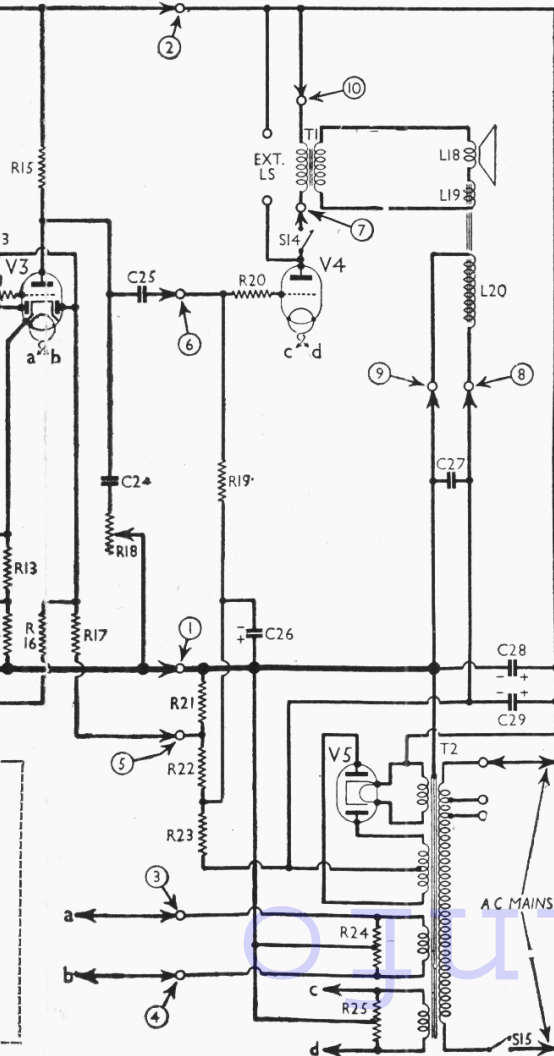 2
10
T1
R15
EXT.
LS
L18
L19
7
S14
3
V3
V4
C25
R20
L20
6
a b
c d
9
8
C27
C24
R19
R18
R13
1
C26
R
16
R17
C28
- +
R21
- +
C29
5
V5
T2
R22
R23
3
A.C MAINS
a
R24
b
c
4
R25
S15
d
ojun